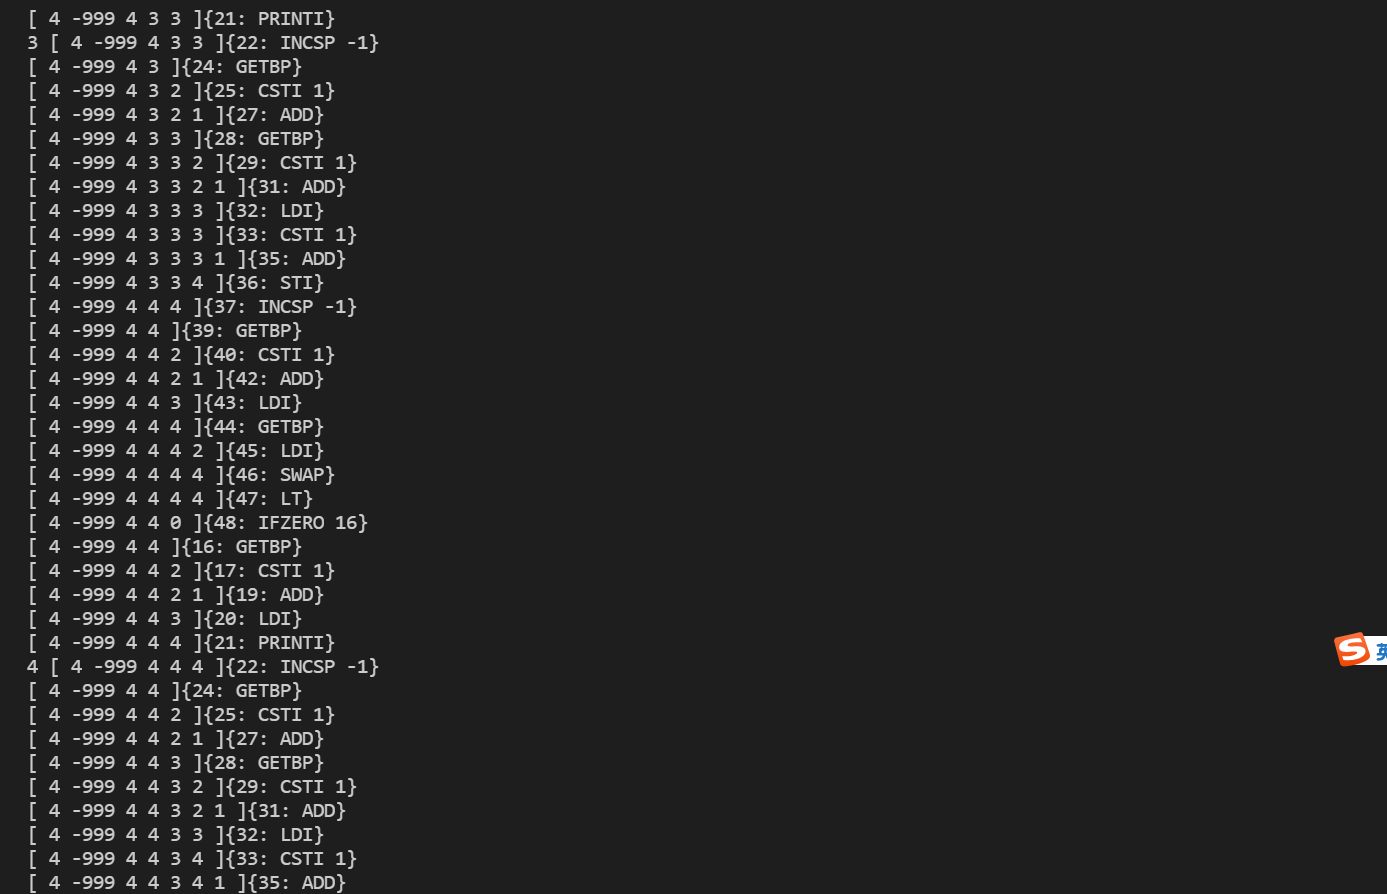 [ 4 -999 4 3 3 ]{21: PRINTI}
3 [ 4 -999 4 3 3 ]{22: INCSP -1}
[ 4 -999 4 3 ]{24: GETBP}
[ 4 -999 4 3 2 ]{25: CSTI 1}
[ 4 -999 4 3 2 1 ]{27: ADD}
[ 4 -999 4 3 3 ]{28: GETBP}
[ 4 -999 4 3 3 2 ]{29: CSTI 1}
[ 4 -999 4 3 3 2 1 ]{31: ADD}
[ 4 -999 4 3 3 3 ]{32: LDI}
[ 4 -999 4 3 3 3 ]{33: CSTI 1}
[ 4 -999 4 3 3 3 1 ]{35: ADD}
[ 4 -999 4 3 3 4 ]{36: STI}
[ 4 -999 4 4 4 ]{37: INCSP -1}
[ 4 -999 4 4 ]{39: GETBP}
[ 4 -999 4 4 2 ]{40: CSTI 1}
[ 4 -999 4 4 2 1 ]{42: ADD}
[ 4 -999 4 4 3 ]{43: LDI}
[ 4 -999 4 4 4 ]{44: GETBP}
[ 4 -999 4 4 4 2 ]{45: LDI}
[ 4 -999 4 4 4 4 ]{46: SWAP}
[ 4 -999 4 4 4 4 ]{47: LT}
[ 4 -999 4 4 0 ]{48: IFZERO 16}
[ 4 -999 4 4 ]{16: GETBP}
[ 4 -999 4 4 2 ]{17: CSTI 1}
[ 4 -999 4 4 2 1 ]{19: ADD}
[ 4 -999 4 4 3 ]{20: LDI}
[ 4 -999 4 4 4 ]{21: PRINTI}
4 [ 4 -999 4 4 4 ]{22: INCSP -1}
[ 4 -999 4 4 ]{24: GETBP}
[ 4 -999 4 4 2 ]{25: CSTI 1}
[ 4 -999 4 4 2 1 ]{27: ADD}
[ 4 -999 4 4 3 ]{28: GETBP}
[ 4 -999 4 4 3 2 ]{29: CSTI 1}
[ 4 -999 4 4 3 2 1 ]{31: ADD}
[ 4 -999 4 4 3 3 ]{32: LDI}
[ 4 -999 4 4 3 4 ]{33: CSTI 1}
[ 4 -999 4 4 3 4 1 ]{35: ADD}